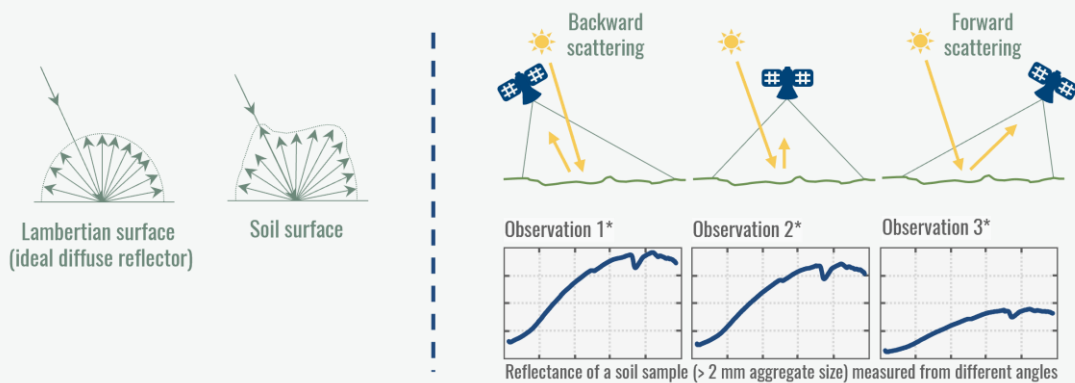 Lambertian surface
(ideal diffuse reflector)
Soil surface
Backward
scattering
Forward
scattering
Observation 1*
Observation 2*
Observation 3*
Reflectance of a soil sample (> 2 mm aggregate size) measured from different angles